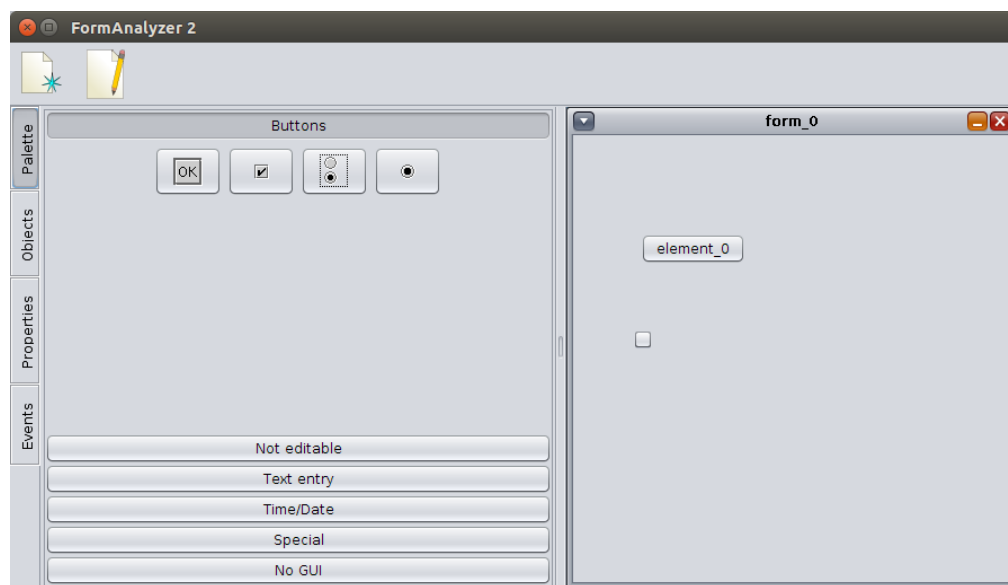 FormAnalyzer 2
Palette
Objects
Properties
Events
Buttons
OK
Not editable
Text entry
Time/Date
Special
No GUI
form_0
element_0